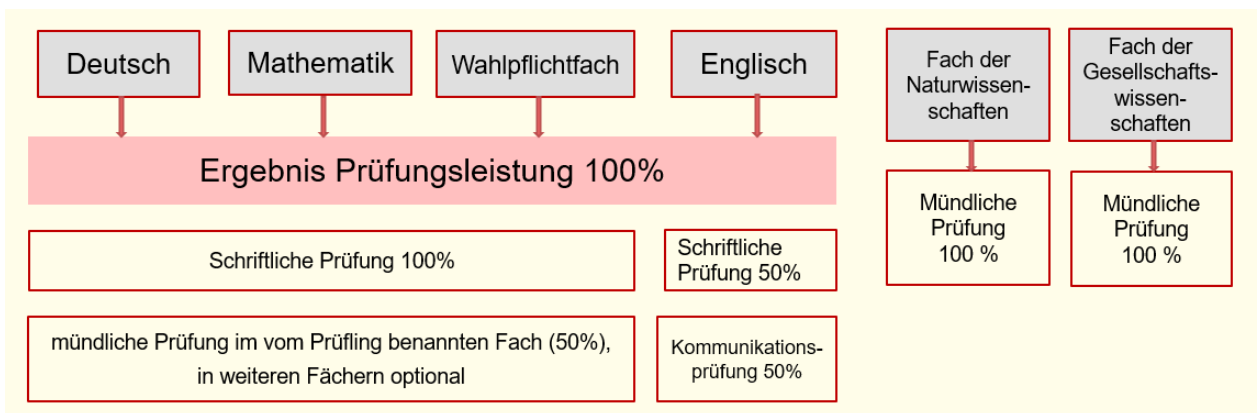 Deutsch
Mathematik
Wahlpflichtfach
Englisch
Fach der
Naturwissen-
schaften
Fach der
Gesellschafts-
wissen-
schaften
Ergebnis Prüfungsleistung 100%
Mündliche
Prüfung
100 %
Mündliche
Prüfung
100 %
Schriftliche Prüfung 100%
Schriftliche
Prüfung 50%
mündliche Prüfung im vom Prüfling benannten Fach (50%),
in weiteren Fächern optional
Kommunikations-
prüfung 50%